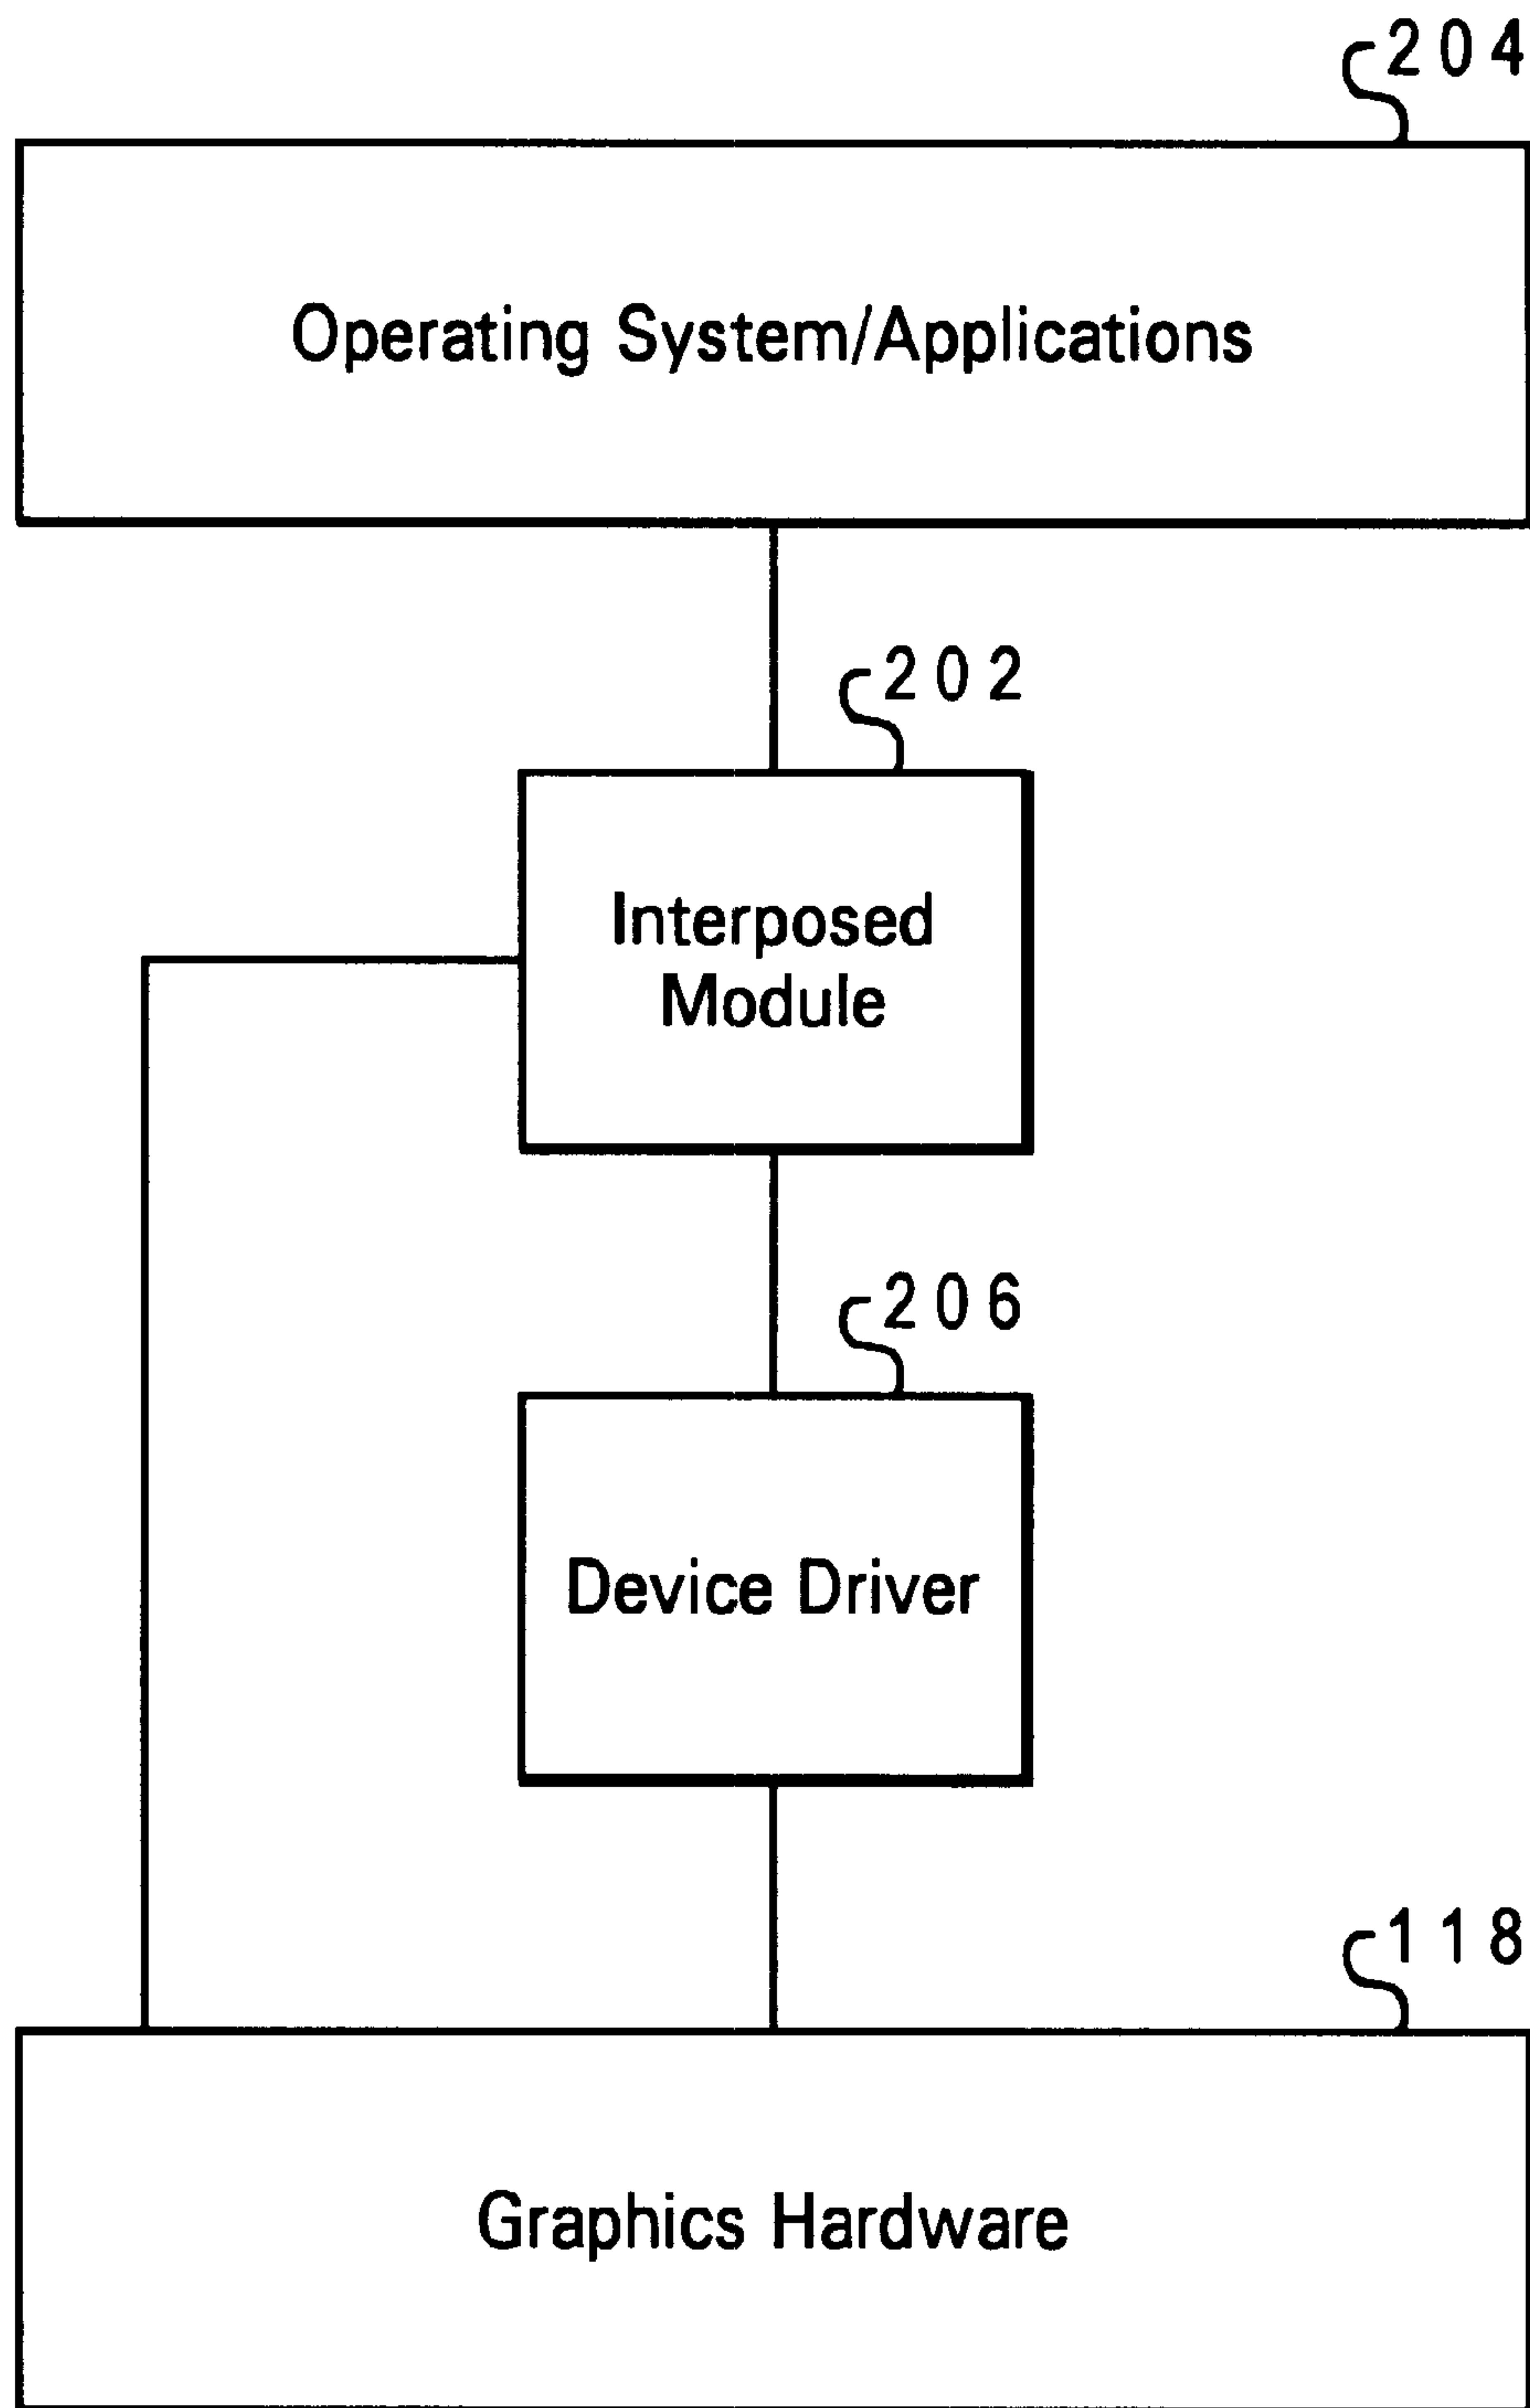 204
Operating System/Applications
202
Interposed
Module
206
Device Driver
118
Graphics Hardware